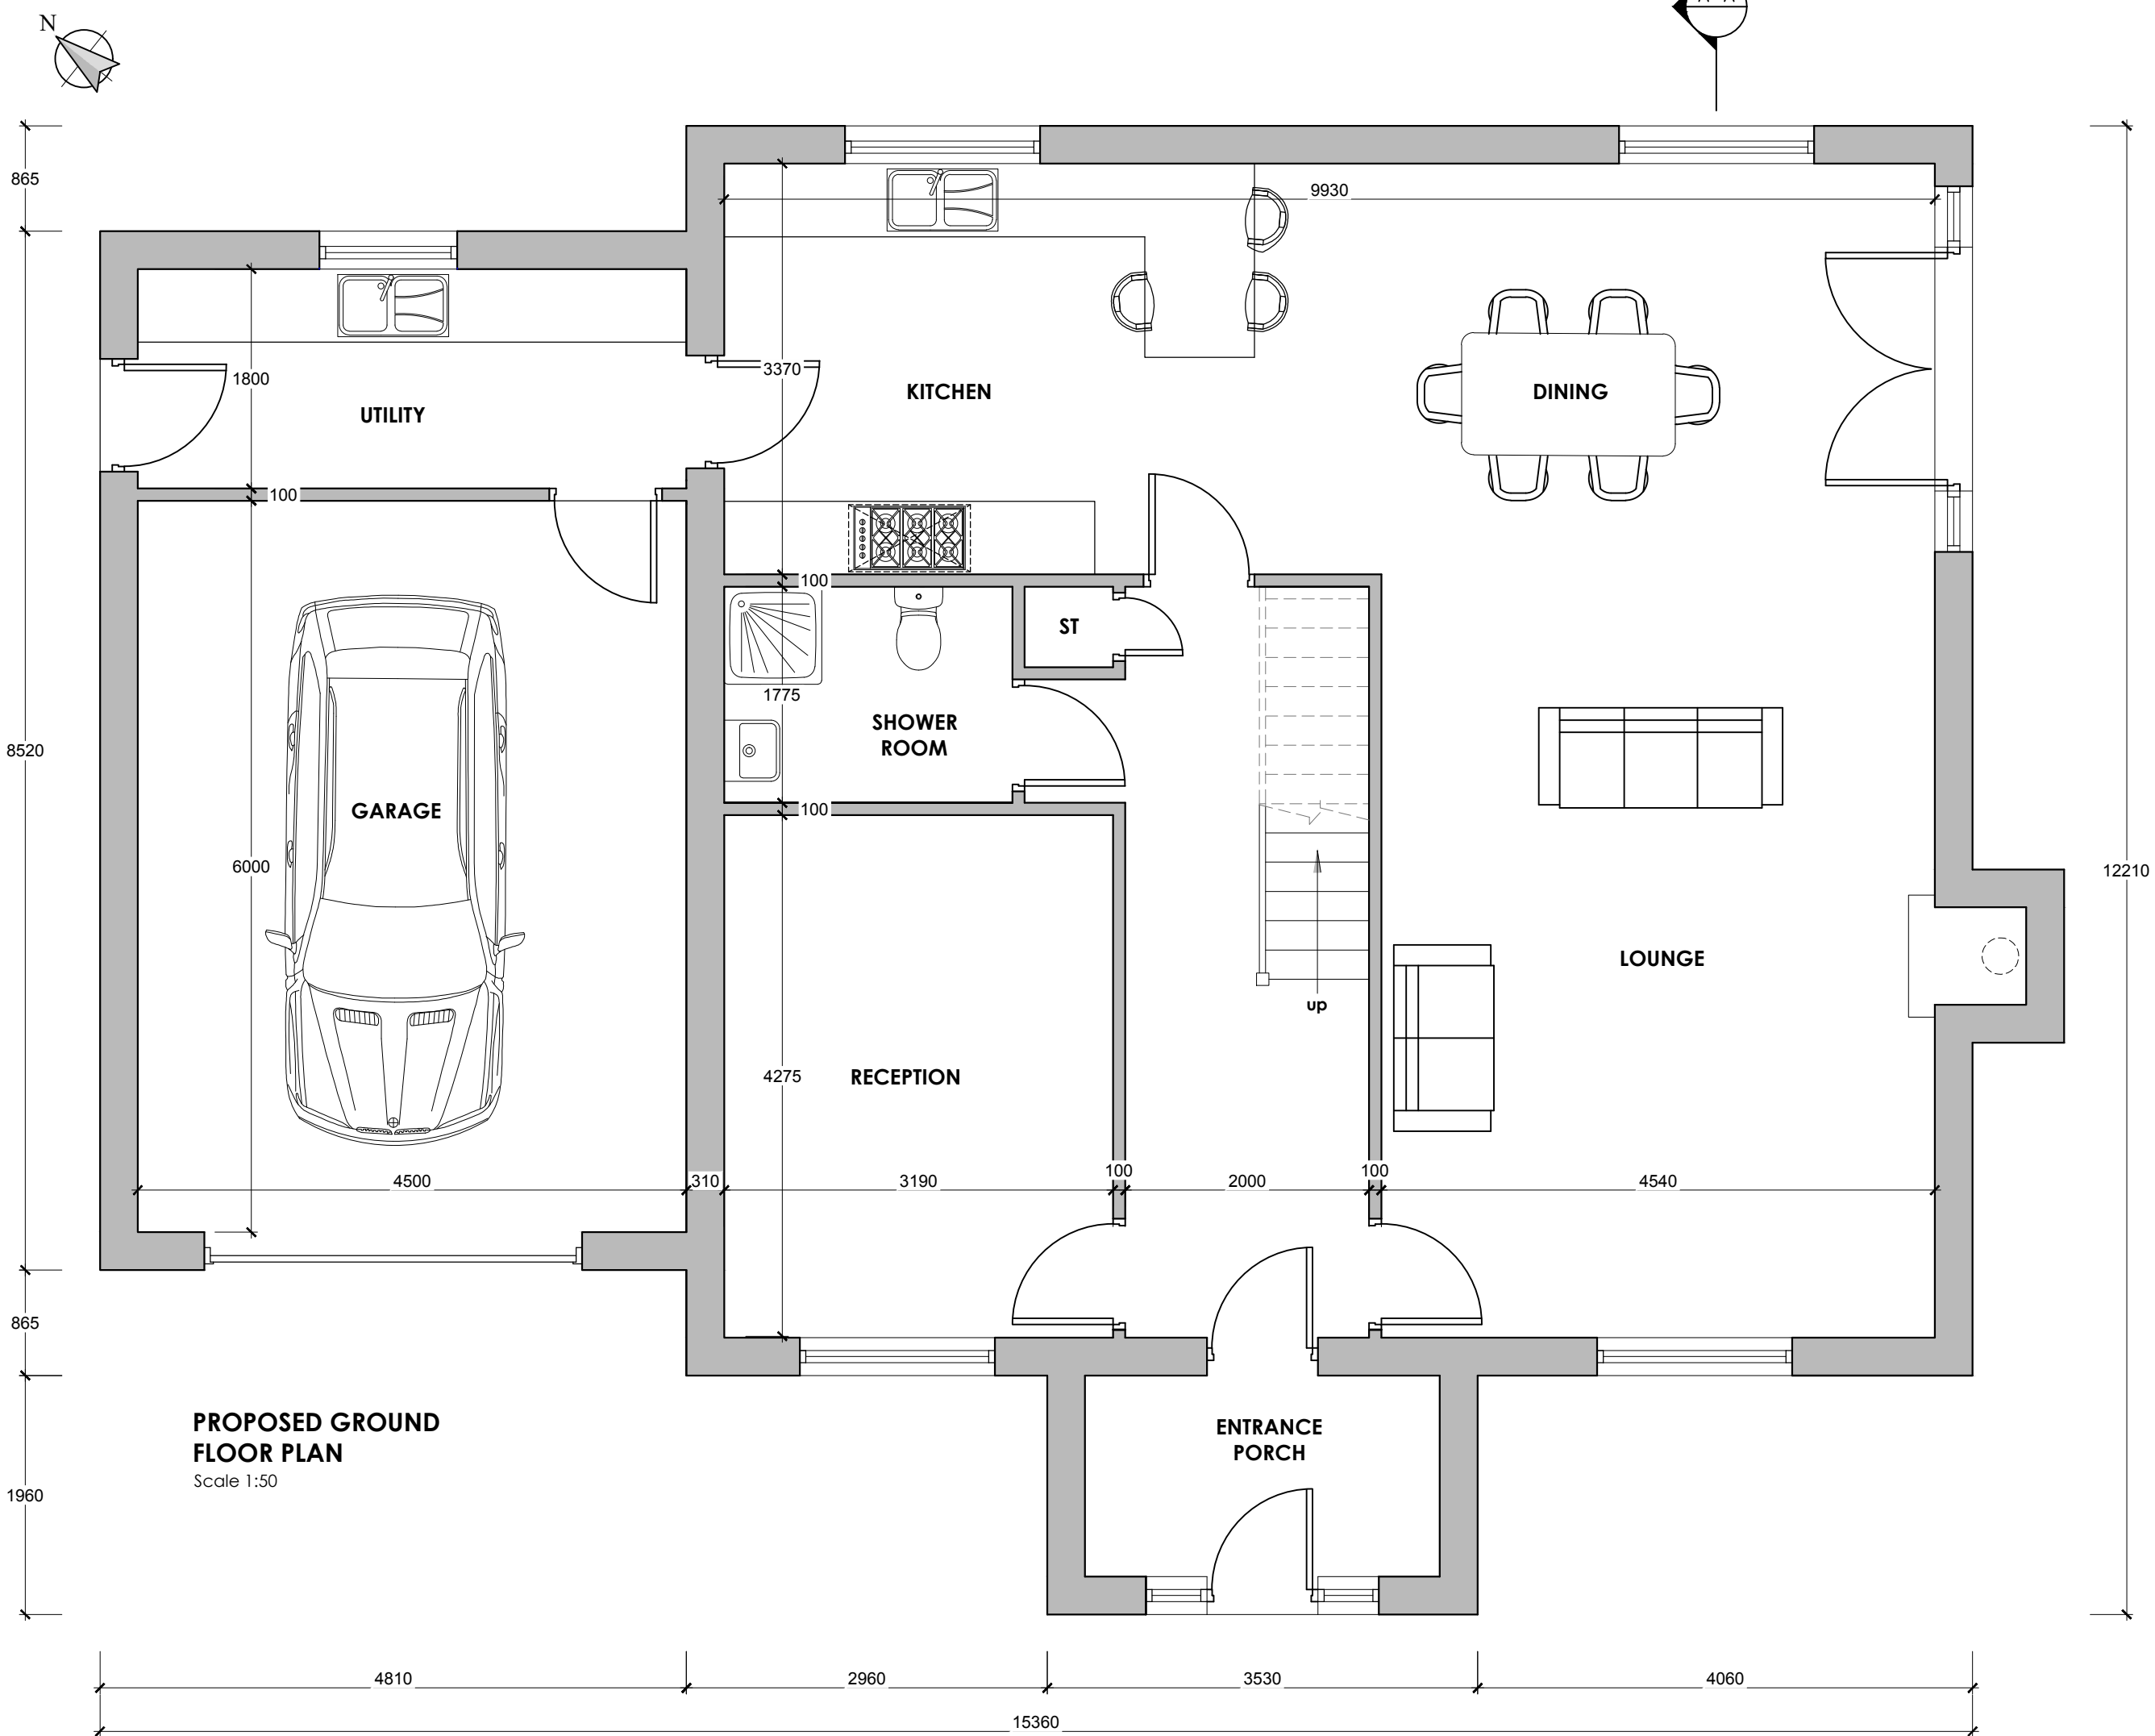 N
865
9930
1800
3370
KITCHEN
DINING
UTILITY
100
100
ST
1775
SHOWER
ROOM
8520
GARAGE
100
6000
12210
LOUNGE
up
4275
RECEPTION
4500
310
3190
100
2000
100
4540
865
PROPOSED GROUND
FLOOR PLAN
Scale 1:50
ENTRANCE
PORCH
1960
4810
2960
3530
4060
15360